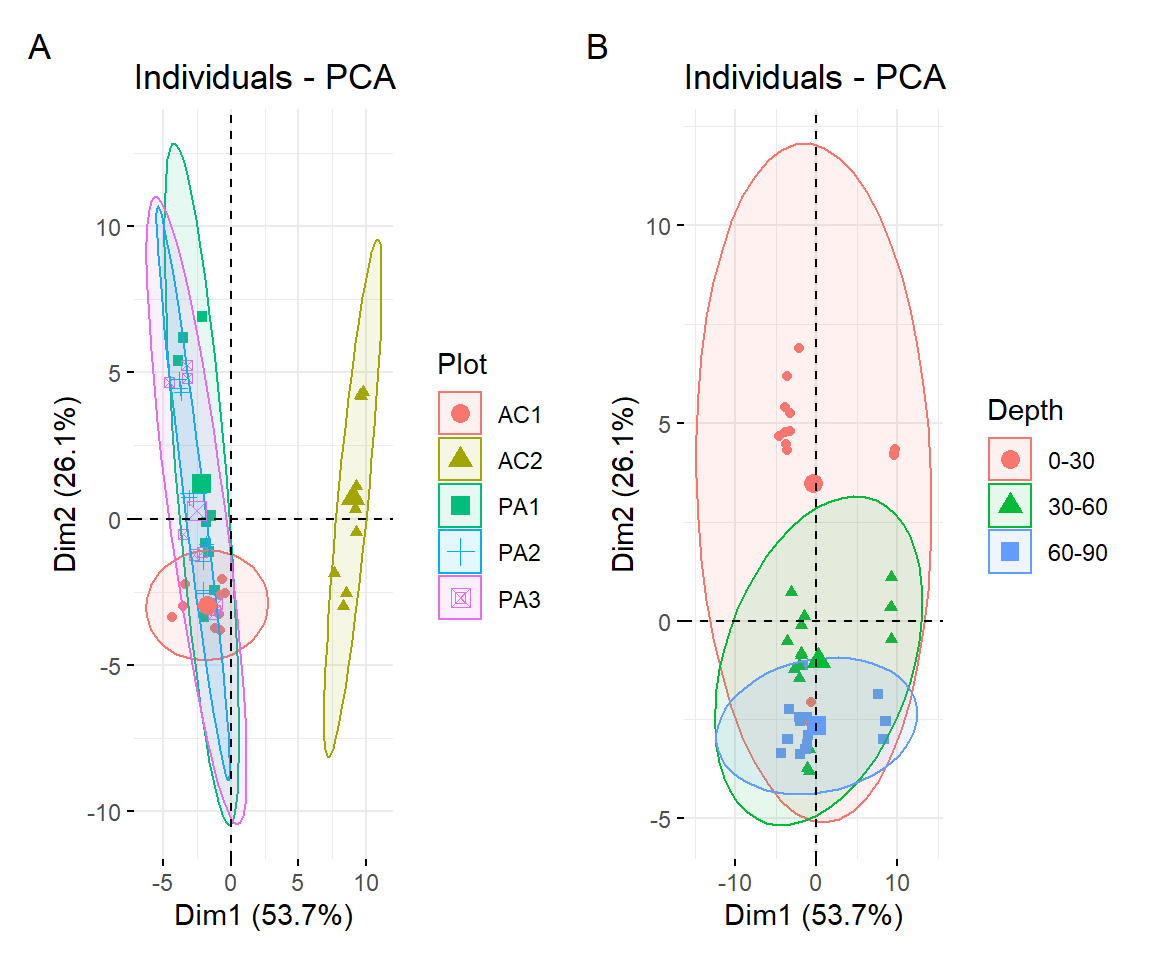 A
Individuals - PCA
10
5
0
-5
-10
-5
0
5
10
Dim1 (53.7%)
Dim2 (26.1%)
Plot
AC1
AC2
PA1
PA2
PA3
B
Individuals - PCA
10
5
0
-5
-10
0
10
Dim1 (53.7%)
Dim2 (26.1%)
Depth
0-30
30-60
60-90